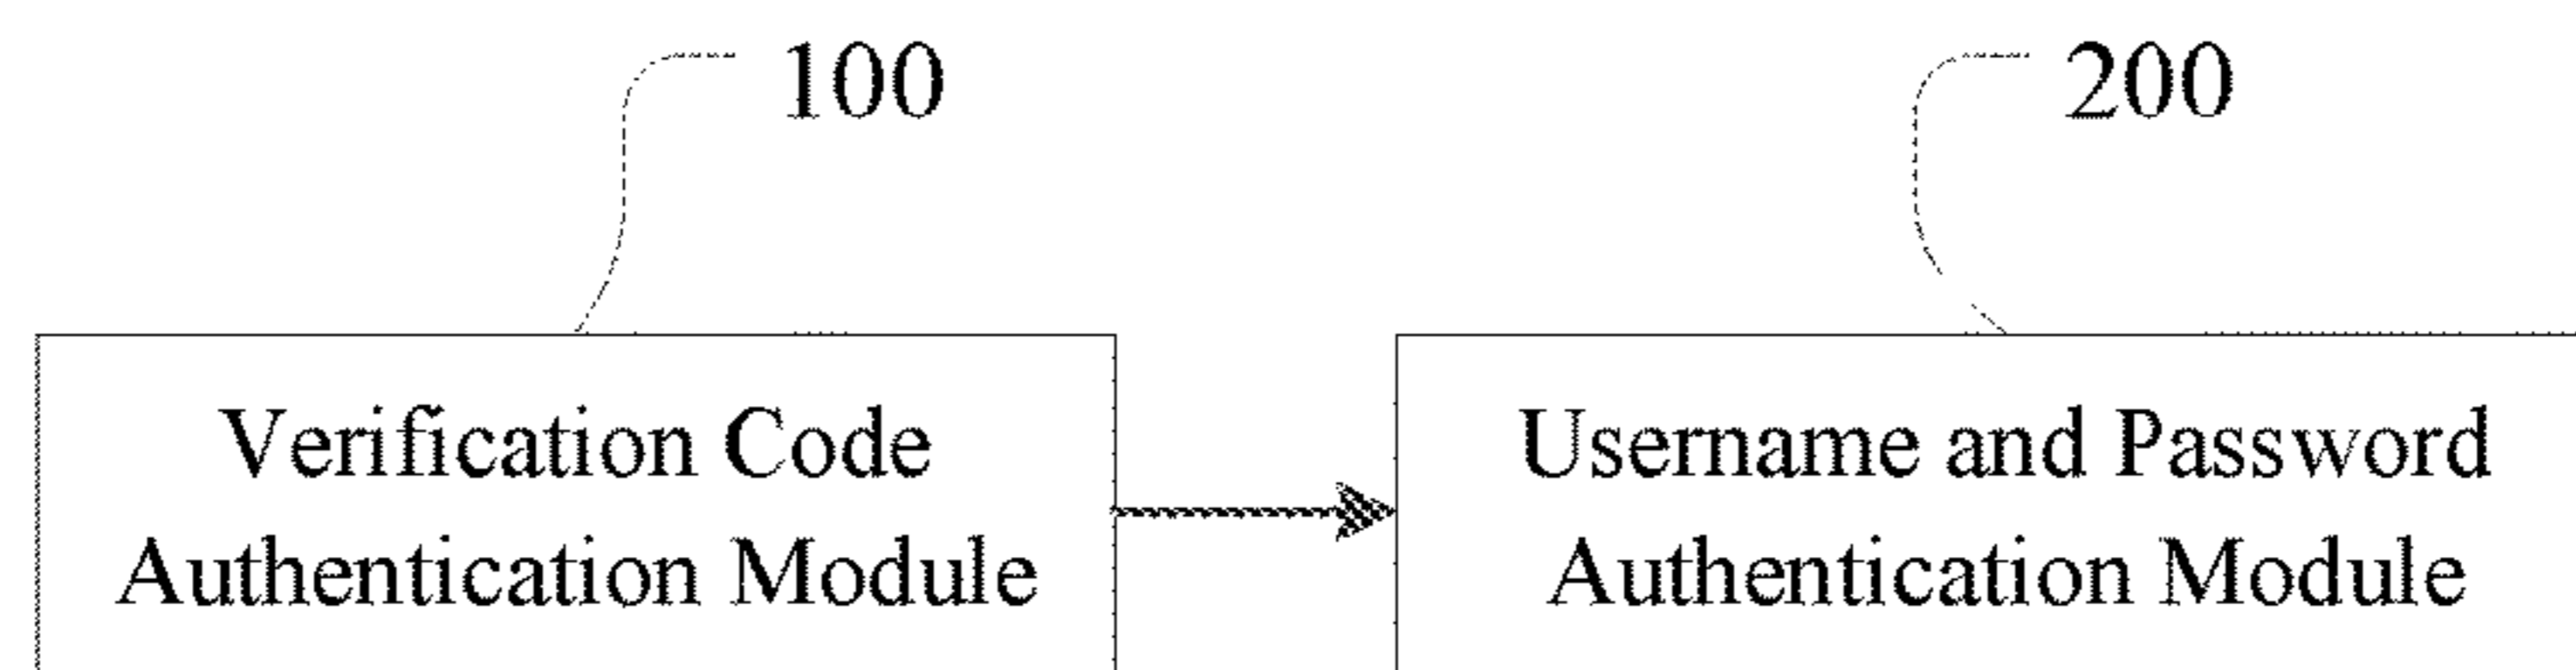 100
200
Verification Code
Authentication Module
Username and Password
Authentication Module